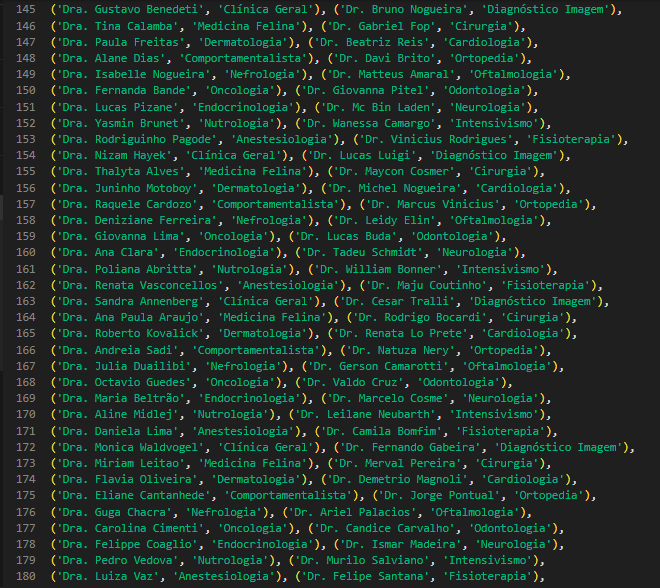 145 ('Dra. Gustavo Benedeti', 'Clínica Geral'), ('Dr. Bruno Nogueira', 'Diagnóstico Imagem'),
146 ('Dra. Tina Calamba', 'Medicina Felina'), ('Dr. Gabriel Fop', 'Cirurgia'),
147 ('Dra. Paula Freitas', 'Dermatologia'), ('Dr. Beatriz Reis', 'Cardiologia'),
148 ('Dra. Alane Dias', 'Comportamentalista'), ('Dr. Davi Brito', 'Ortopedia'),
149 ('Dra. Isabelle Nogueira', 'Nefrologia'), ('Dr. Matteus Amaral', 'Oftalmologia'),
150 ('Dra. Fernanda Bande', 'Oncologia'), ('Dr. Giovanna Pitel', 'Odontologia'),
151 ('Dra. Lucas Pizane', 'Endocrinologia'), ('Dr. Mc Bin Laden', 'Neurologia'),
152 ('Dra. Yasmin Brunet', 'Nutrologia'), ('Dr. Wanessa Camargo', 'Intensivismo'),
153 ('Dra. Rodriguinho Pagode', 'Anestesiologia'), ('Dr. Vinicius Rodrigues', 'Fisioterapia'),
154 ('Dra. Nizam Hayek', 'Clínica Geral'), ('Dr. Lucas Luigi', 'Diagnóstico Imagem'),
155 ('Dra. Thalyta Alves', 'Medicina Felina'), ('Dr. Maycon Cosmer', 'Cirurgia'),
156 ('Dra. Juninho Motoboy', 'Dermatologia'), ('Dr. Michel Nogueira', 'Cardiologia'),
157 ('Dra. Raquele Cardozo', 'Comportamentalista'), ('Dr. Marcus Vinicius', 'Ortopedia'),
158 ('Dra. Deniziane Ferreira', 'Nefrologia'), ('Dr. Leidy Elin', 'Oftalmologia'),
159 ('Dra. Giovanna Lima', 'Oncologia'), ('Dr. Lucas Buda', 'Odontologia'),
160 ('Dra. Ana Clara', 'Endocrinologia'), ('Dr. Tadeu Schmidt', 'Neurologia'),
161 ('Dra. Poliana Abritta', 'Nutrologia'), ('Dr. William Bonner', 'Intensivismo'),
162 ('Dra. Renata Vasconcellos', 'Anestesiologia'), ('Dr. Maju Coutinho', 'Fisioterapia'),
163 ('Dra. Sandra Annenberg', 'Clínica Geral'), ('Dr. Cesar Tralli', 'Diagnóstico Imagem'),
164 ('Dra. Ana Paula Araujo', 'Medicina Felina'), ('Dr. Rodrigo Bocardi', 'Cirurgia'),
165 ('Dra. Roberto Kovalick', 'Dermatologia'), ('Dr. Renata Lo Prete', 'Cardiologia'),
166 ('Dra. Andreia Sadi', 'Comportamentalista'), ('Dr. Natuza Nery', 'Ortopedia'),
167 ('Dra. Julia Duailibi', 'Nefrologia'), ('Dr. Gerson Camarotti', 'Oftalmologia'),
168 ('Dra. Octavio Guedes', 'Oncologia'), ('Dr. Valdo Cruz', 'Odontologia'),
169 ('Dra. Maria Beltrão', 'Endocrinologia'), ('Dr. Marcelo Cosme', 'Neurologia'),
170 ('Dra. Aline Midlej', 'Nutrologia'), ('Dr. Leilane Neubarth', 'Intensivismo'),
171 ('Dra. Daniela Lima', 'Anestesiologia'), ('Dr. Camila Bomfim', 'Fisioterapia'),
172 ('Dra. Monica Waldvogel', 'Clínica Geral'), ('Dr. Fernando Gabeira', 'Diagnóstico Imagem'),
173 ('Dra. Miriam Leitao', 'Medicina Felina'), ('Dr. Merval Pereira', 'Cirurgia'),
174 ('Dra. Flavia Oliveira', 'Dermatologia'), ('Dr. Demetrio Magnoli', 'Cardiologia'),
175 ('Dra. Eliane Cantanhede', 'Comportamentalista'), ('Dr. Jorge Pontual', 'Ortopedia'),
176 ('Dra. Guga Chacra', 'Nefrologia'), ('Dr. Ariel Palacios', 'Oftalmologia'),
177 ('Dra. Carolina Cimenti', 'Oncologia'), ('Dr. Candice Carvalho', 'Odontologia'),
178 ('Dra. Felippe Coaglio', 'Endocrinologia'), ('Dr. Ismar Madeira', 'Neurologia'),
179 ('Dra. Pedro Vedova', 'Nutrologia'), ('Dr. Murilo Salviano', 'Intensivismo'),
180 ('Dra. Luiza Vaz', 'Anestesiologia'), ('Dr. Felipe Santana', 'Fisioterapia'),